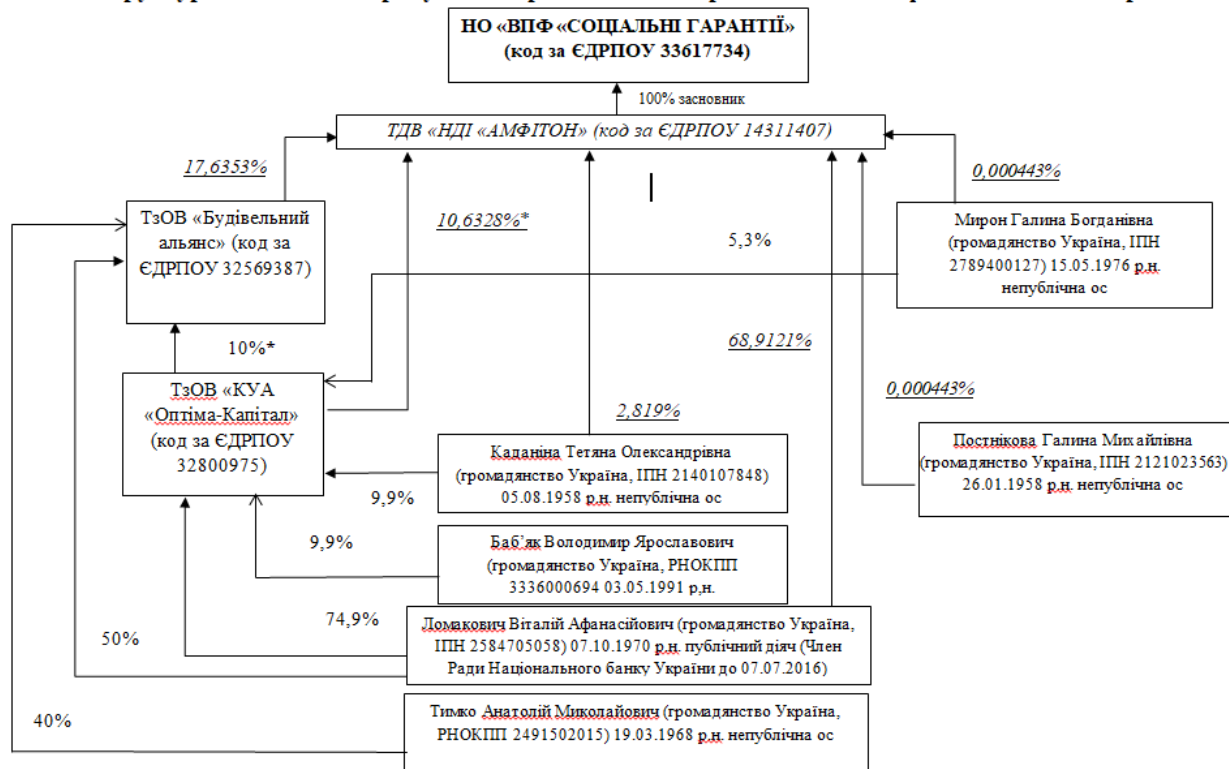 НО «ВПФ «СОЦІАЛЬНІ ГАРАНТІЇ»
(код за ЄДРПОУ 33617734)
100% засновник
ТДВ «НДІ «АМФІТОН» (код за ЄДРПОУ 14311407)
17,6353%
0,000443%
10,6328%*
5,3%
ТзОВ «Будівельний
альянс» (код за
ЄДРПОУ 32569387)
Мирон Галина Богданівна
(громадянство Україна, ІПН
2789400127) 15.05.1976 р.н.
непублічна ос
10%*
68,9121%
ТзОВ «КУА
«Оптіма-Капітал»
(код за ЄДРПОУ
32800975)
2,819%
0,000443%
Каданіна Тетяна Олександрівна
(громадянство Україна, ІПН 2140107848)
05.08.1958 р.н. непублічна ос
Постнікова Галина Михайлівна
(громадянство Україна, ІПН 2121023563)
26.01.1958 р.н. непублічна ос
9,9%
9,9%
Баб’як Володимир Ярославович
(громадянство Україна, РНОКПП
3336000694 03.05.1991 р,н.
74,9%
50%
Ломакович Віталій Афанасійович (громадянство Україна,
ІПН 2584705058) 07.10.1970 р.н. публічний діяч (Член
Ради Національного банку України до 07.07.2016)
40%
Тимко Анатолій Миколайович (громадянство Україна,
РНОКПП 2491502015) 19.03.1968 р.н. непублічна ос